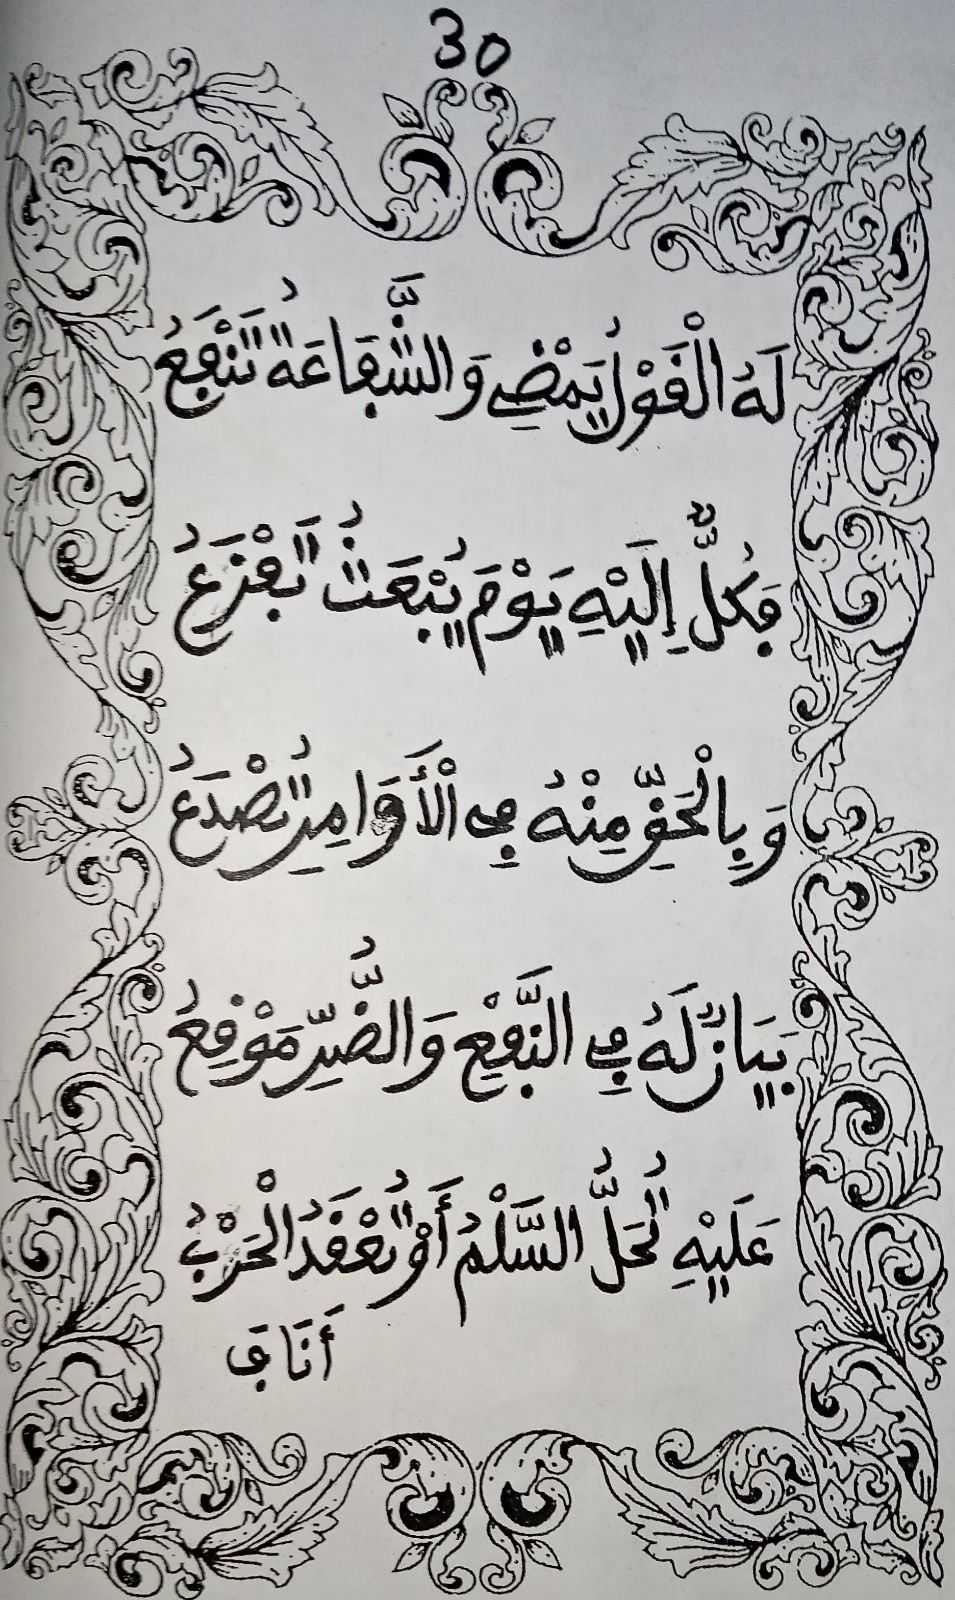 30
لَهُ الْقَوْلُ يَمْضِي وَالشَّفَاعَةُ تَنْفَعُ
فَكُلٌّ إِلَيْهِ يَوْمَ يُبْعَثُ يَفْزَعُ
وَبِالْحَقِّ مِنْهُ فِي الْأَوَامِرِ يَصْدَعُ
بَيَانٌ لَهُ فِي النَّفْعِ وَالضُّرِّ مَوْقِعُ
عَلَيْهِ يُحَلُّ السَّلْمُ أَوْ يُعْقَدُ الْحَرْبُ
أَنَا فَ